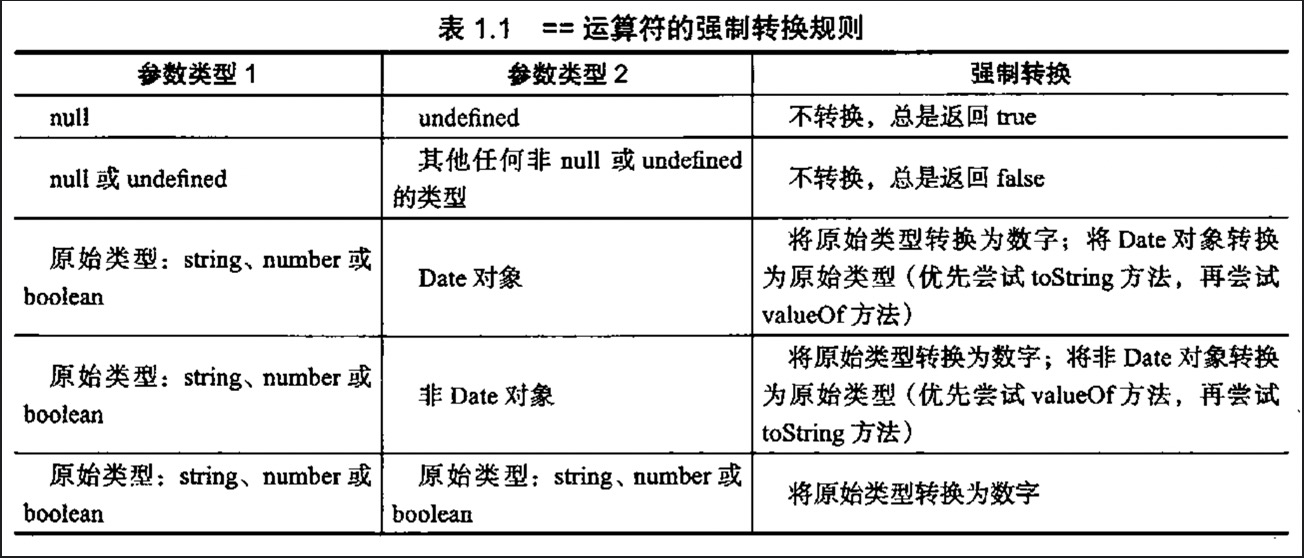 表 1.1 == 运算符的强制转换规则
参数类型 1 参数类型 2 强制转换
null undefined 不转换，总是返回 true
null 或 undefined
其他任何非 null 或 undefined
的类型
不转换，总是返回 false
原始类型：string、number 或
boolean
Date 对象
将原始类型转换为数字；将 Date 对象转换
为原始类型（优先尝试 toString 方法，再尝试
valueOf 方法）
原始类型：string、number 或
boolean
非 Date 对象
将原始类型转换为数字；将非 Date 对象转换
为原始类型（优先尝试 valueOf 方法，再尝试
toString 方法）
原始类型：string、number 或
boolean
原始类型：string、number 或
boolean
将原始类型转换为数字